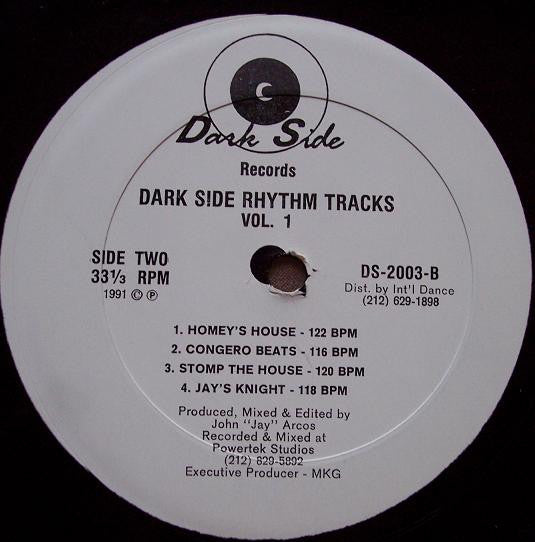 Dark Side
Records
DARK SIDE RHYTHM TRACKS
VOL. 1
SIDE TWO
33⅓ RPM
1991 © ℗
DS-2003-B
Dist. by Int'l Dance
(212) 629-1898
1. HOMEY'S HOUSE - 122 BPM
2. CONGERO BEATS - 116 BPM
3. STOMP THE HOUSE - 120 BPM
4. JAY'S KNIGHT - 118 BPM
Produced, Mixed & Edited by
John "Jay" Arcos
Recorded & Mixed at
Powertek Studios
(212) 629-5892
Executive Producer - MKG